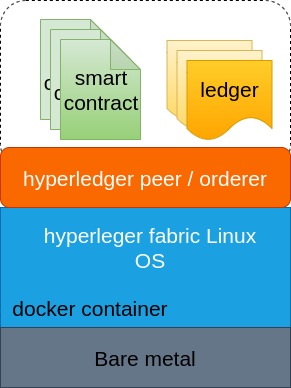 smart
contract
ledger
hyperledger peer / orderer
hyperleger fabric Linux
OS
docker container
Bare metal